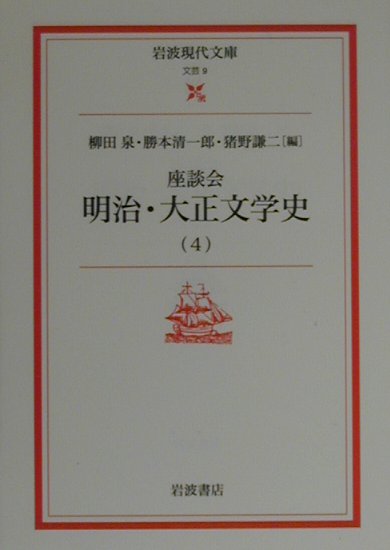 岩波現代文庫
文芸 9
柳田 泉・勝本清一郎・猪野謙二［編］
座談会
明治・大正文学史
(4)
岩波書店